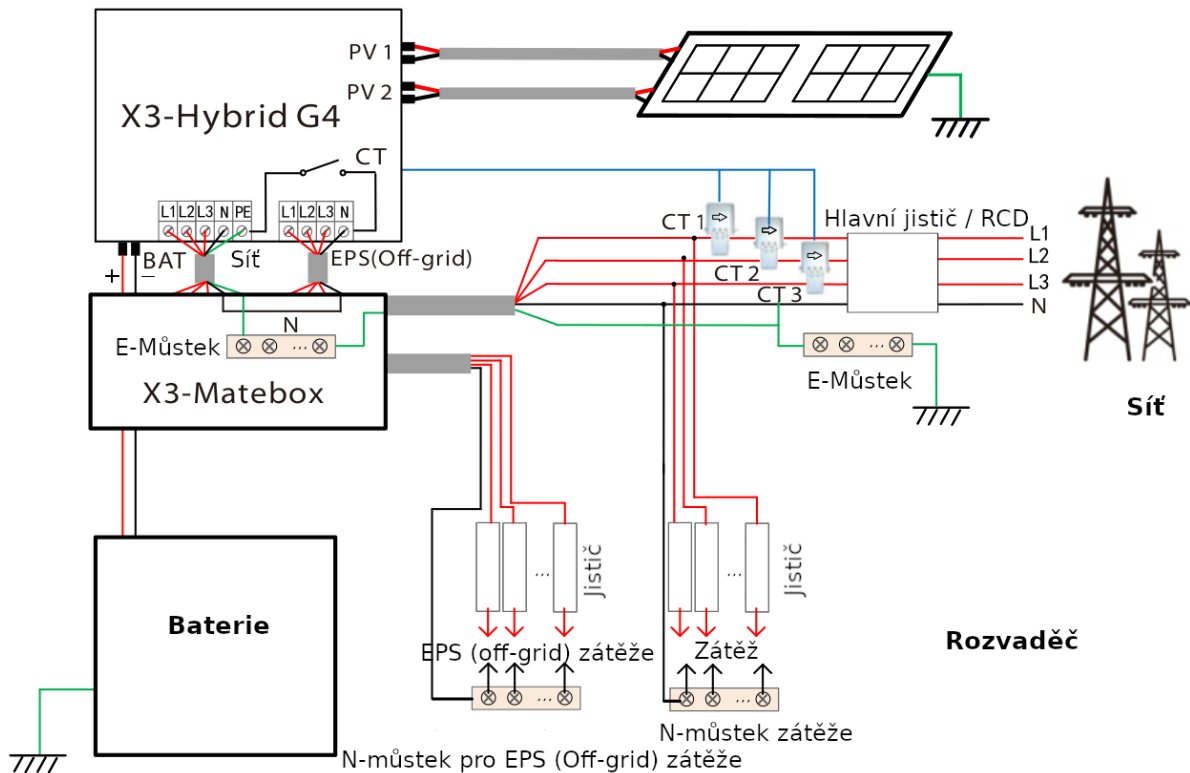 PV 1
PV 2
X3-Hybrid G4
CT
L1 L2 L3 N PE
L1 L2 L3 N
BAT
Síť
EPS(Off-grid)
+
–
CT 1
CT 2
CT 3
Hlavní jistič / RCD
L1
L2
L3
N
N
E-Můstek
...
X3-Matebox
...
E-Můstek
Síť
Baterie
...
Jistič
EPS (off-grid) zátěže
...
N-můstek pro EPS (Off-grid) zátěže
...
Jistič
Zátěž
...
N-můstek zátěže
Rozvaděč